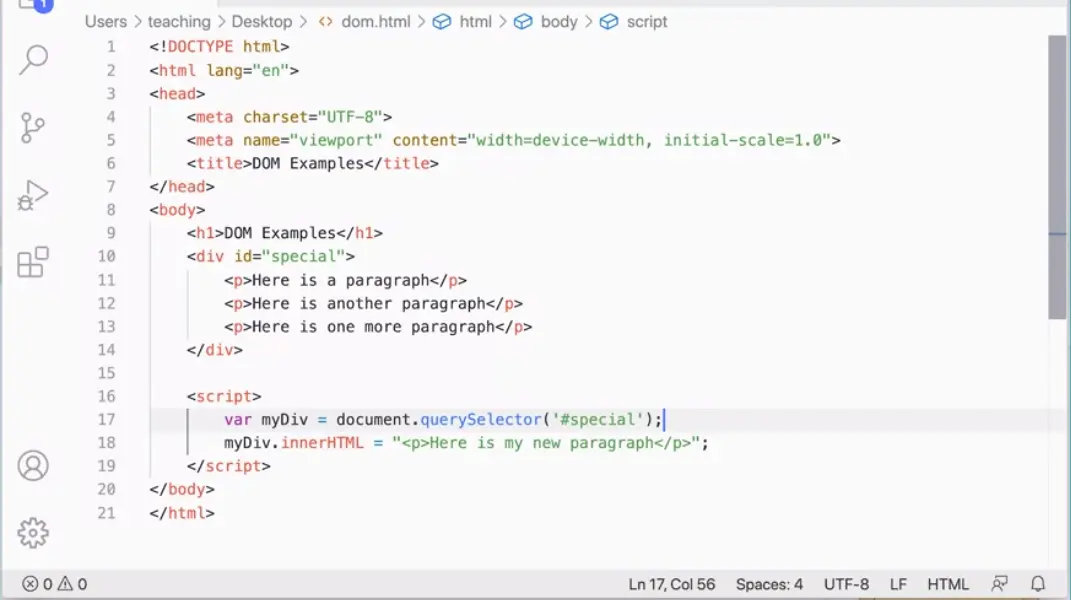 1
Users > teaching > Desktop > <> dom.html > html > body > script
1 <!DOCTYPE html>
2 <html lang="en">
3 <head>
4     <meta charset="UTF-8">
5     <meta name="viewport" content="width=device-width, initial-scale=1.0">
6     <title>DOM Examples</title>
7 </head>
8 <body>
9     <h1>DOM Examples</h1>
10     <div id="special">
11         <p>Here is a paragraph</p>
12         <p>Here is another paragraph</p>
13         <p>Here is one more paragraph</p>
14     </div>
15
16     <script>
17         var myDiv = document.querySelector('#special');
18         myDiv.innerHTML = "<p>Here is my new paragraph</p>";
19     </script>
20 </body>
21 </html>
0 0 Ln 17, Col 56 Spaces: 4 UTF-8 LF HTML